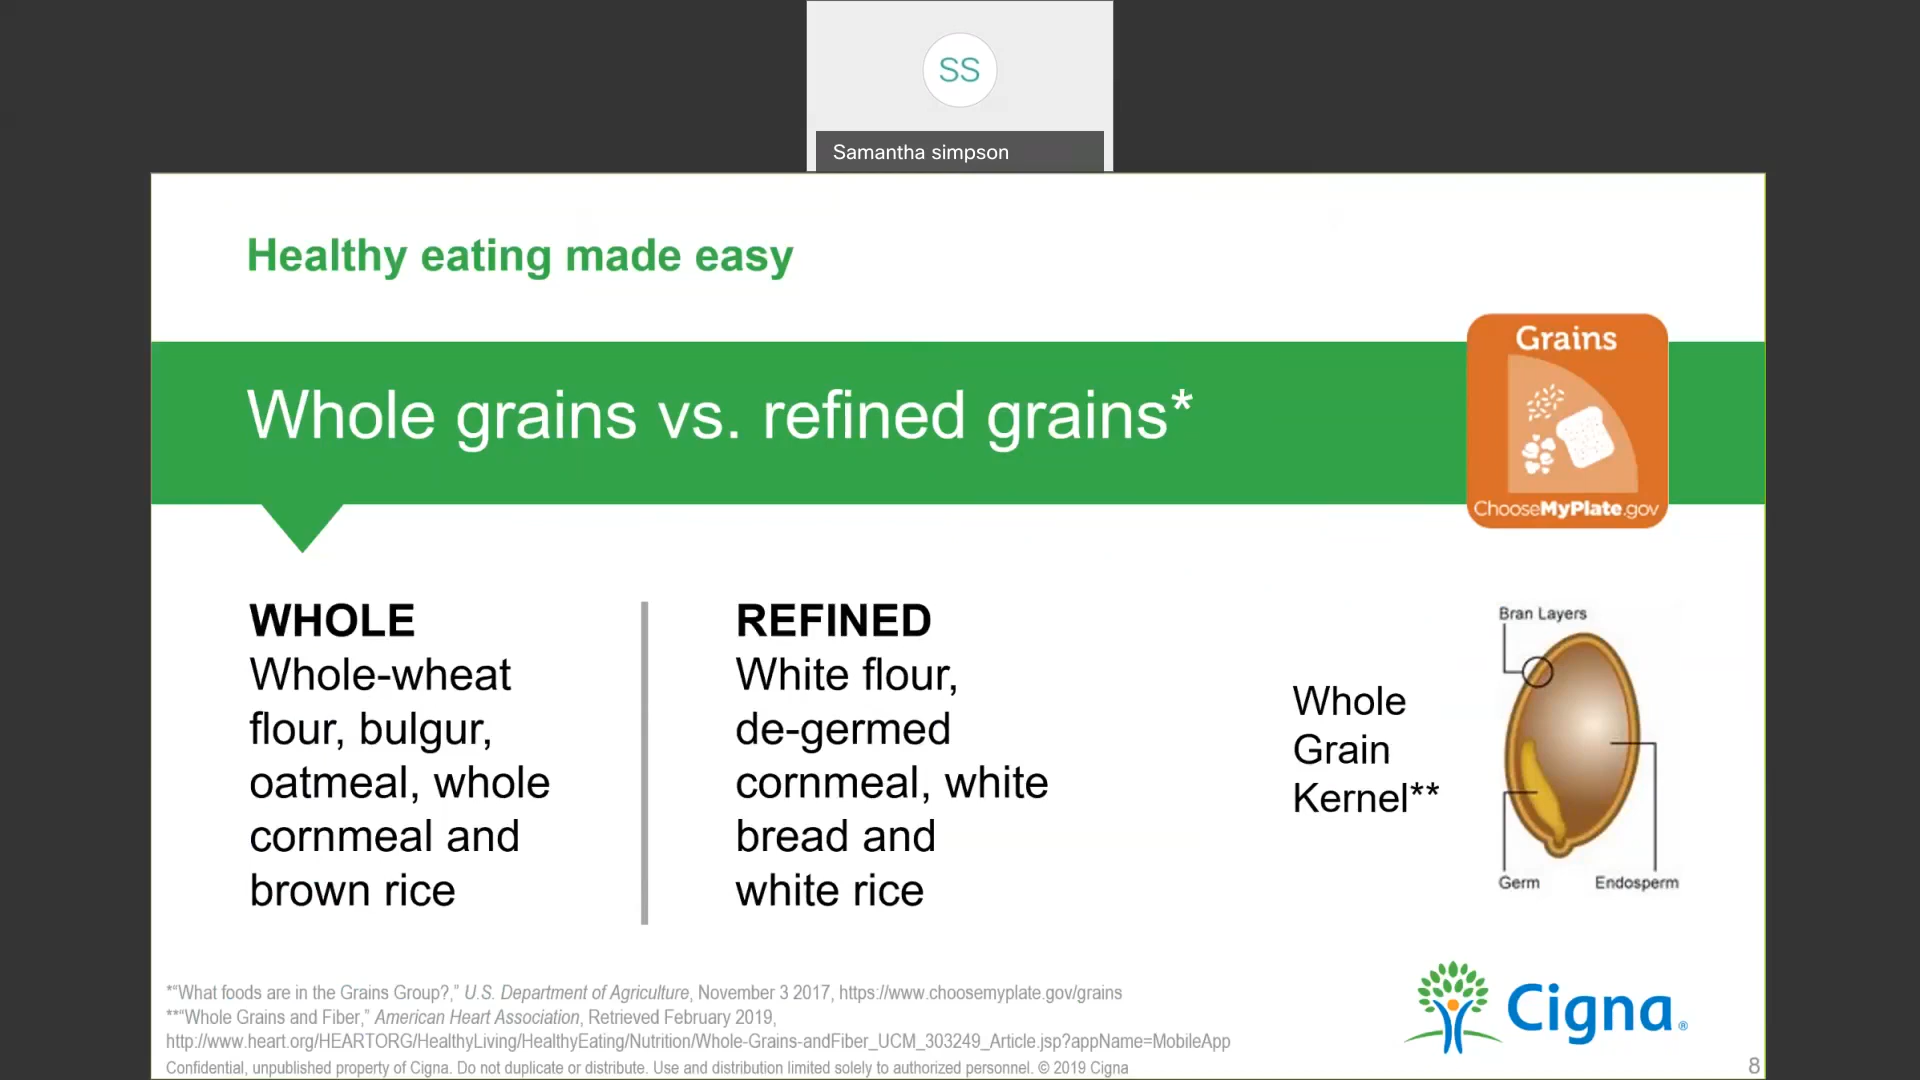 SS
Samantha simpson
Healthy eating made easy
Whole grains vs. refined grains*
Grains
ChooseMyPlate.gov
WHOLE
Whole-wheat
flour, bulgur,
oatmeal, whole
cornmeal and
brown rice
REFINED
White flour,
de-germed
cornmeal, white
bread and
white rice
Whole
Grain
Kernel**
Bran Layers
Germ
Endosperm
*“What foods are in the Grains Group?,” U.S. Department of Agriculture, November 3 2017, https://www.choosemyplate.gov/grains
**“Whole Grains and Fiber,” American Heart Association, Retrieved February 2019,
http://www.heart.org/HEARTORG/HealthyLiving/HealthyEating/Nutrition/Whole-Grains-andFiber_UCM_303249_Article.jsp?appName=MobileApp
Confidential, unpublished property of Cigna. Do not duplicate or distribute. Use and distribution limited solely to authorized personnel. © 2019 Cigna
Cigna®
8